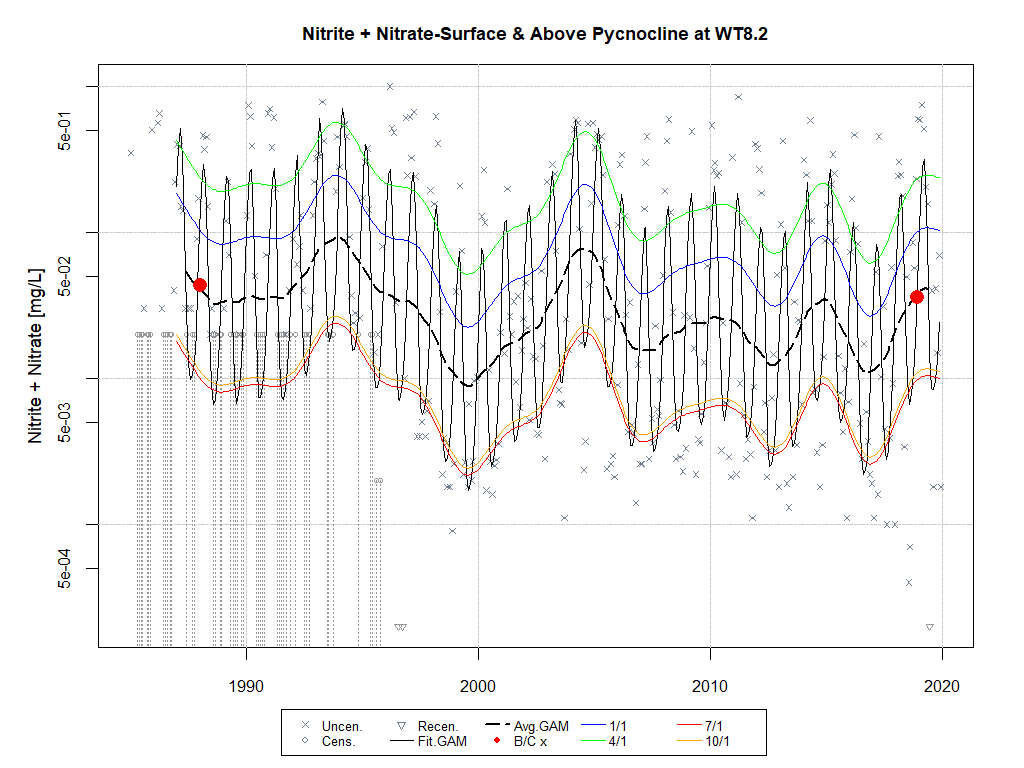 Nitrite + Nitrate-Surface & Above Pycnocline at WT8.2
Nitrite + Nitrate [mg/L]
5e-01
5e-02
5e-03
5e-04
1990 2000 2010 2020
Uncen. Recen. Avg.GAM 1/1 7/1
Cens. Fit.GAM B/C x 4/1 10/1